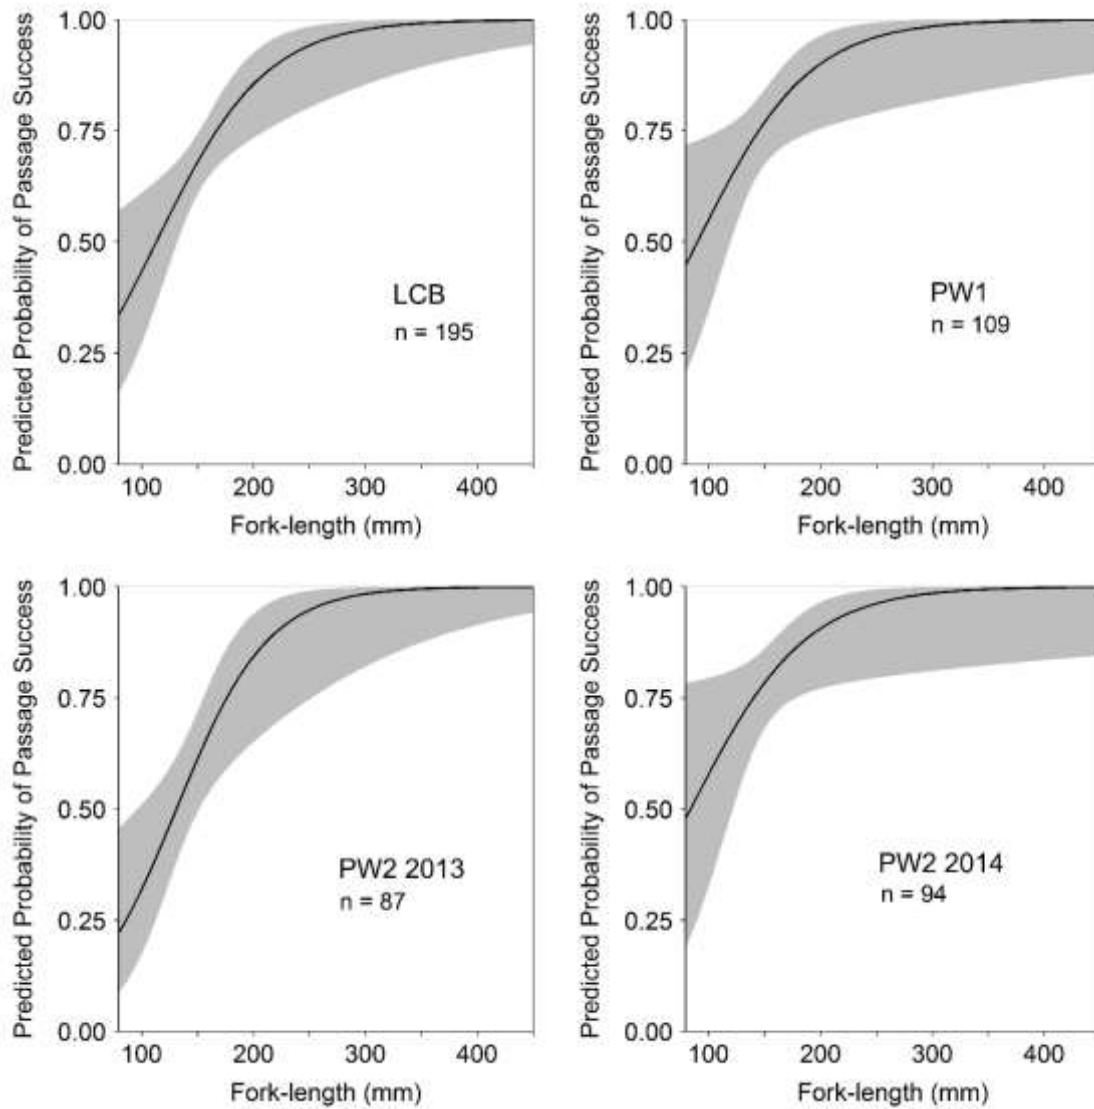 Predicted Probability of Passage Success
1.00
0.75
0.50
0.25
0.00
LCB
n = 195
100 200 300 400
Fork-length (mm)
Predicted Probability of Passage Success
1.00
0.75
0.50
0.25
0.00
PW1
n = 109
100 200 300 400
Fork-length (mm)
Predicted Probability of Passage Success
1.00
0.75
0.50
0.25
0.00
PW2 2013
n = 87
100 200 300 400
Fork-length (mm)
Predicted Probability of Passage Success
1.00
0.75
0.50
0.25
0.00
PW2 2014
n = 94
100 200 300 400
Fork-length (mm)